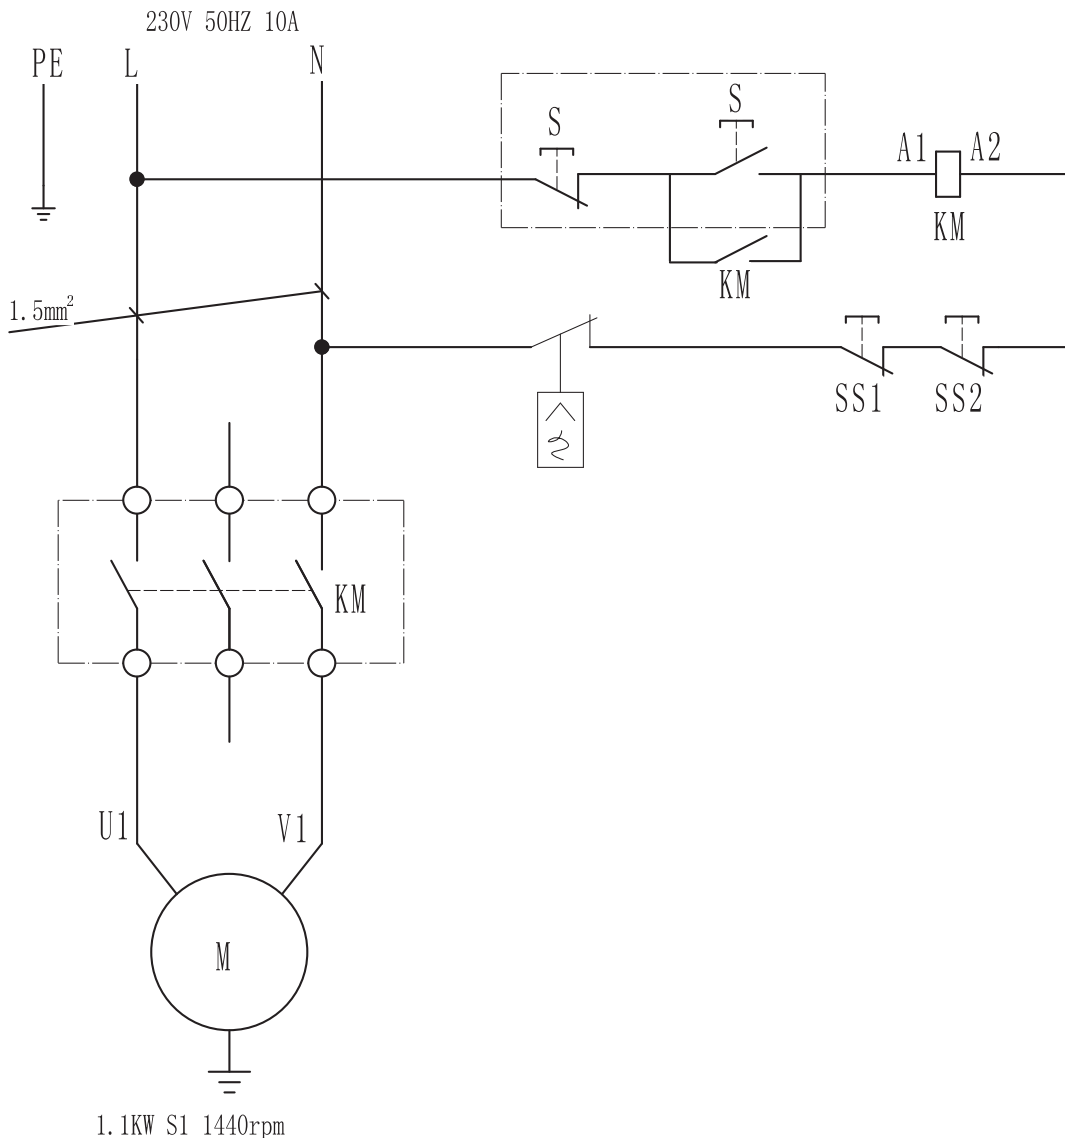 230V 50HZ 10A
PE L N
S S
A1 A2
KM
KM
1.5mm²
SS1 SS2
KM
U1 V1
M
1.1KW S1 1440rpm